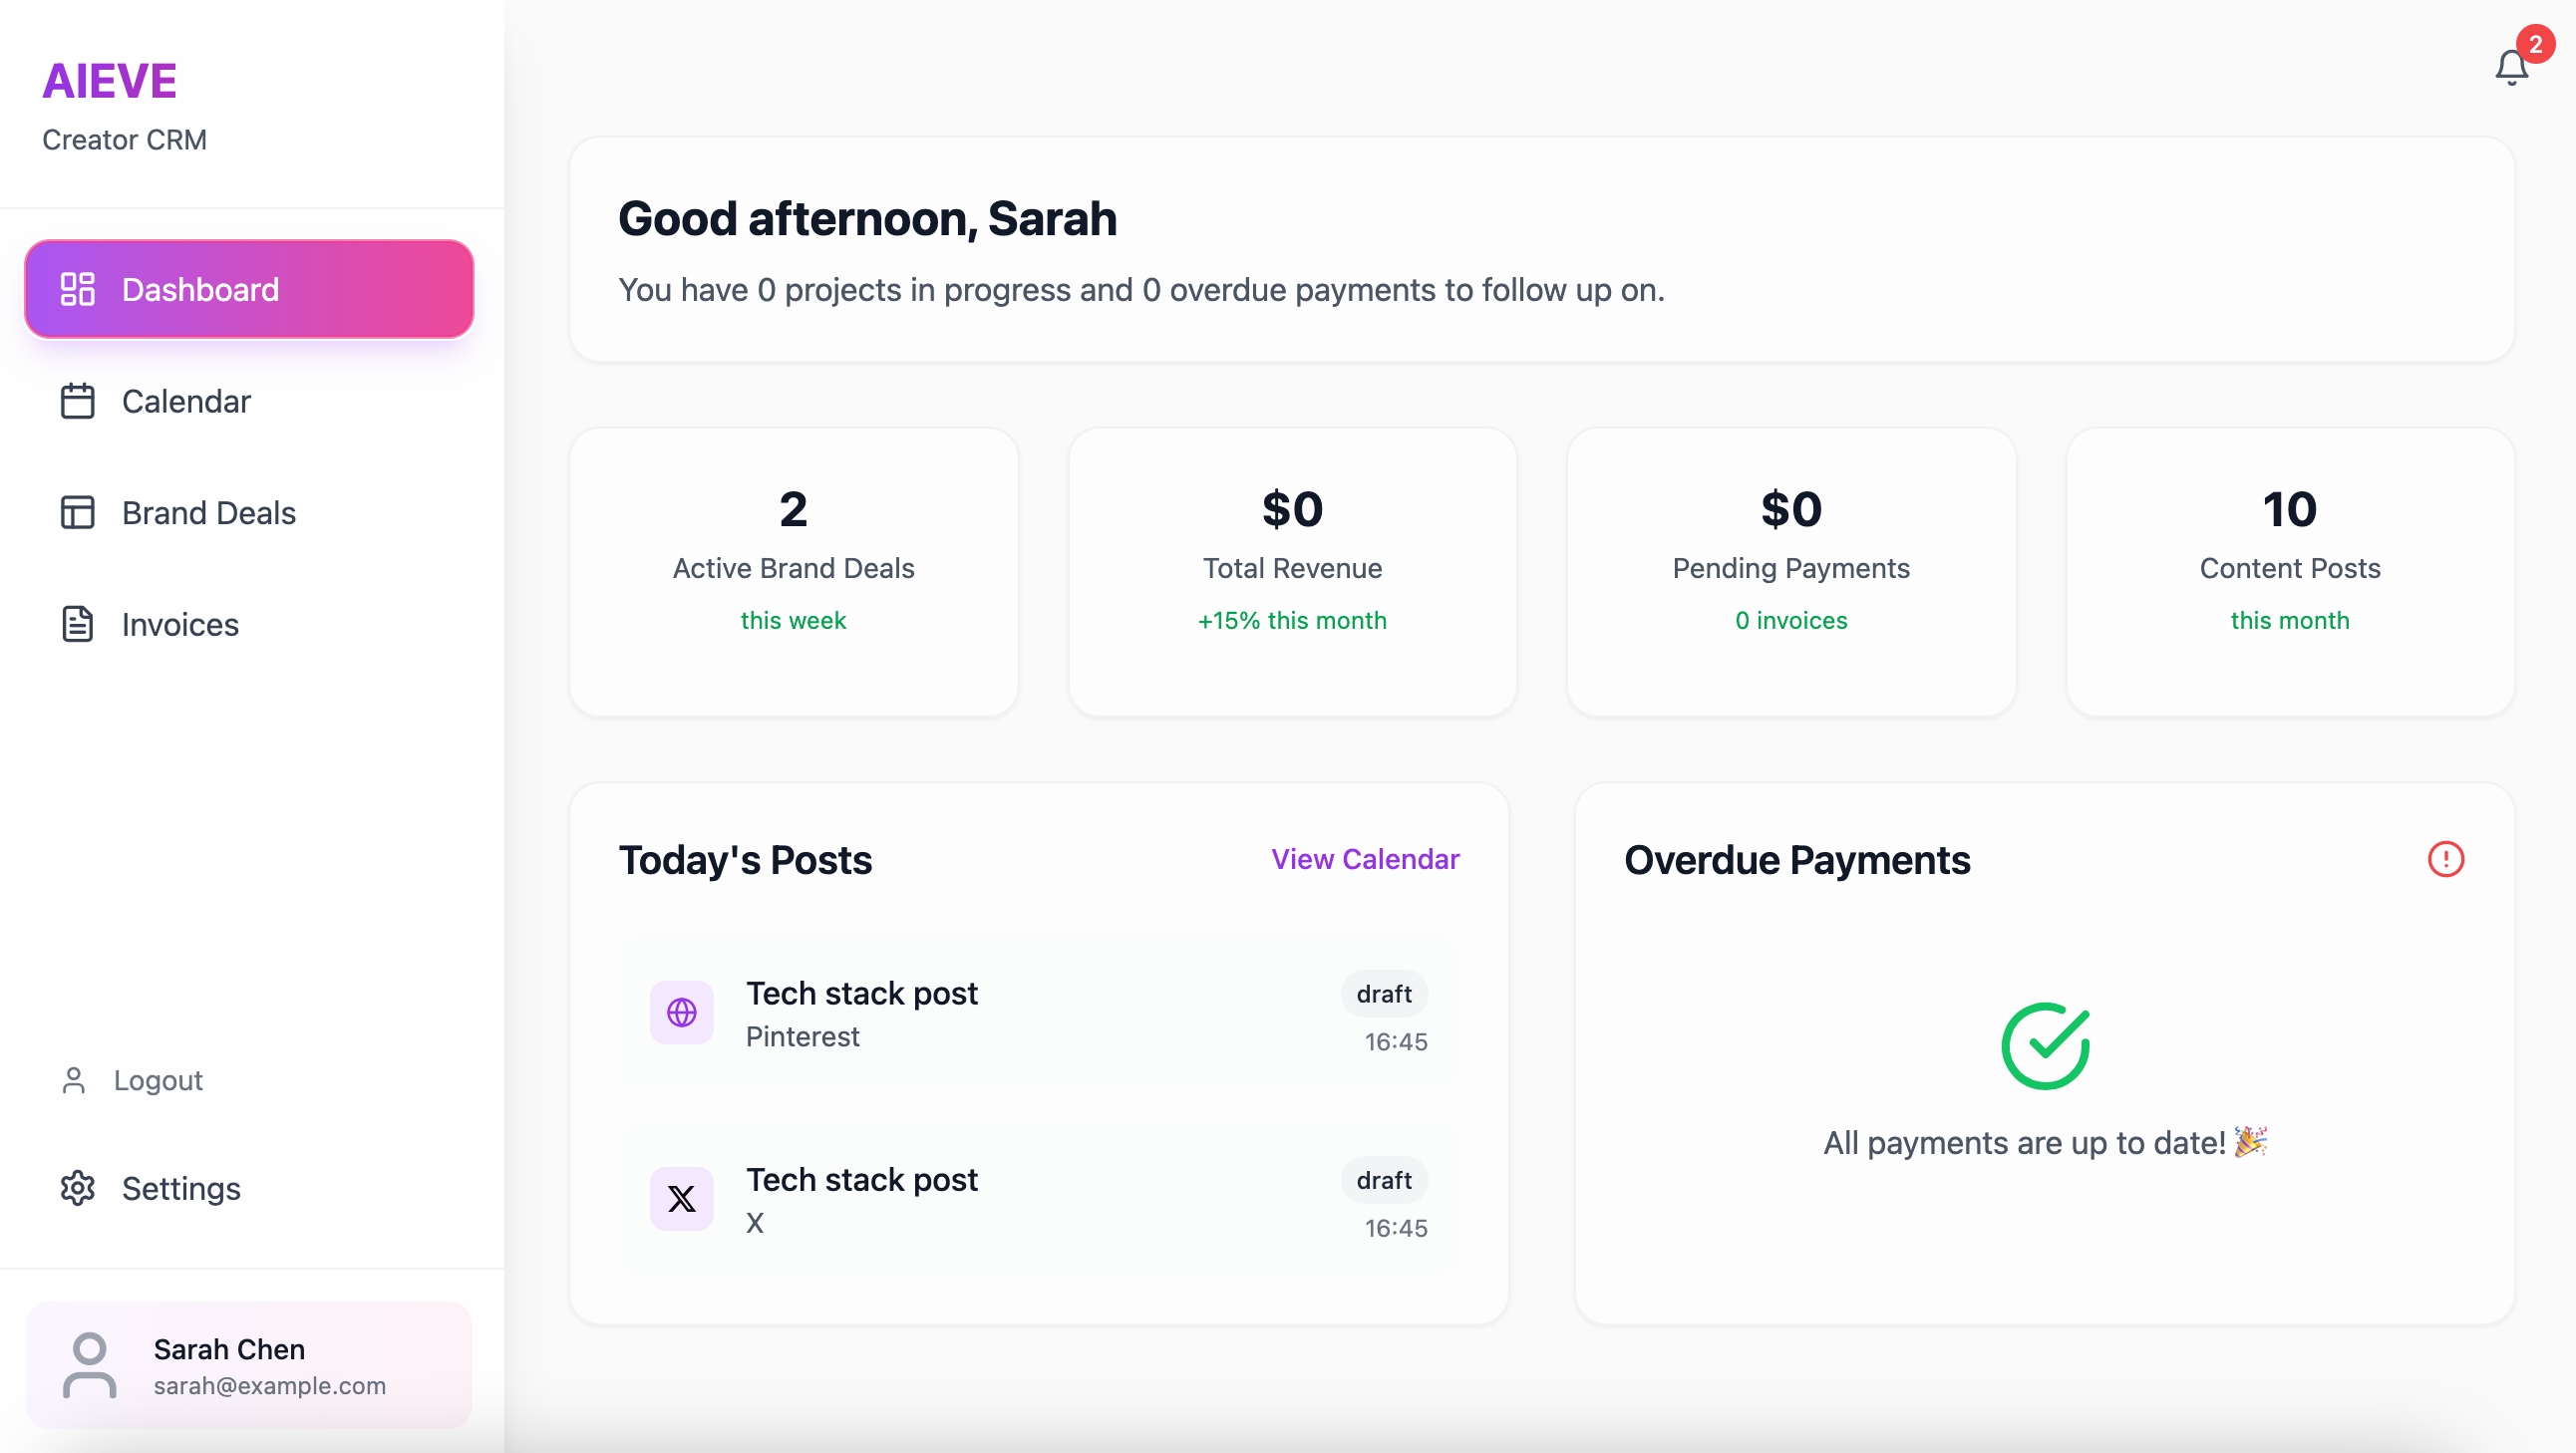 AIEVE
Creator CRM
Dashboard
Calendar
Brand Deals
Invoices
Logout
Settings
Sarah Chen
sarah@example.com
2
Good afternoon, Sarah
You have 0 projects in progress and 0 overdue payments to follow up on.
2
Active Brand Deals
this week
$0
Total Revenue
+15% this month
$0
Pending Payments
0 invoices
10
Content Posts
this month
Today's Posts
View Calendar
Tech stack post
Pinterest
draft
16:45
Tech stack post
X
draft
16:45
Overdue Payments
All payments are up to date! 🎉